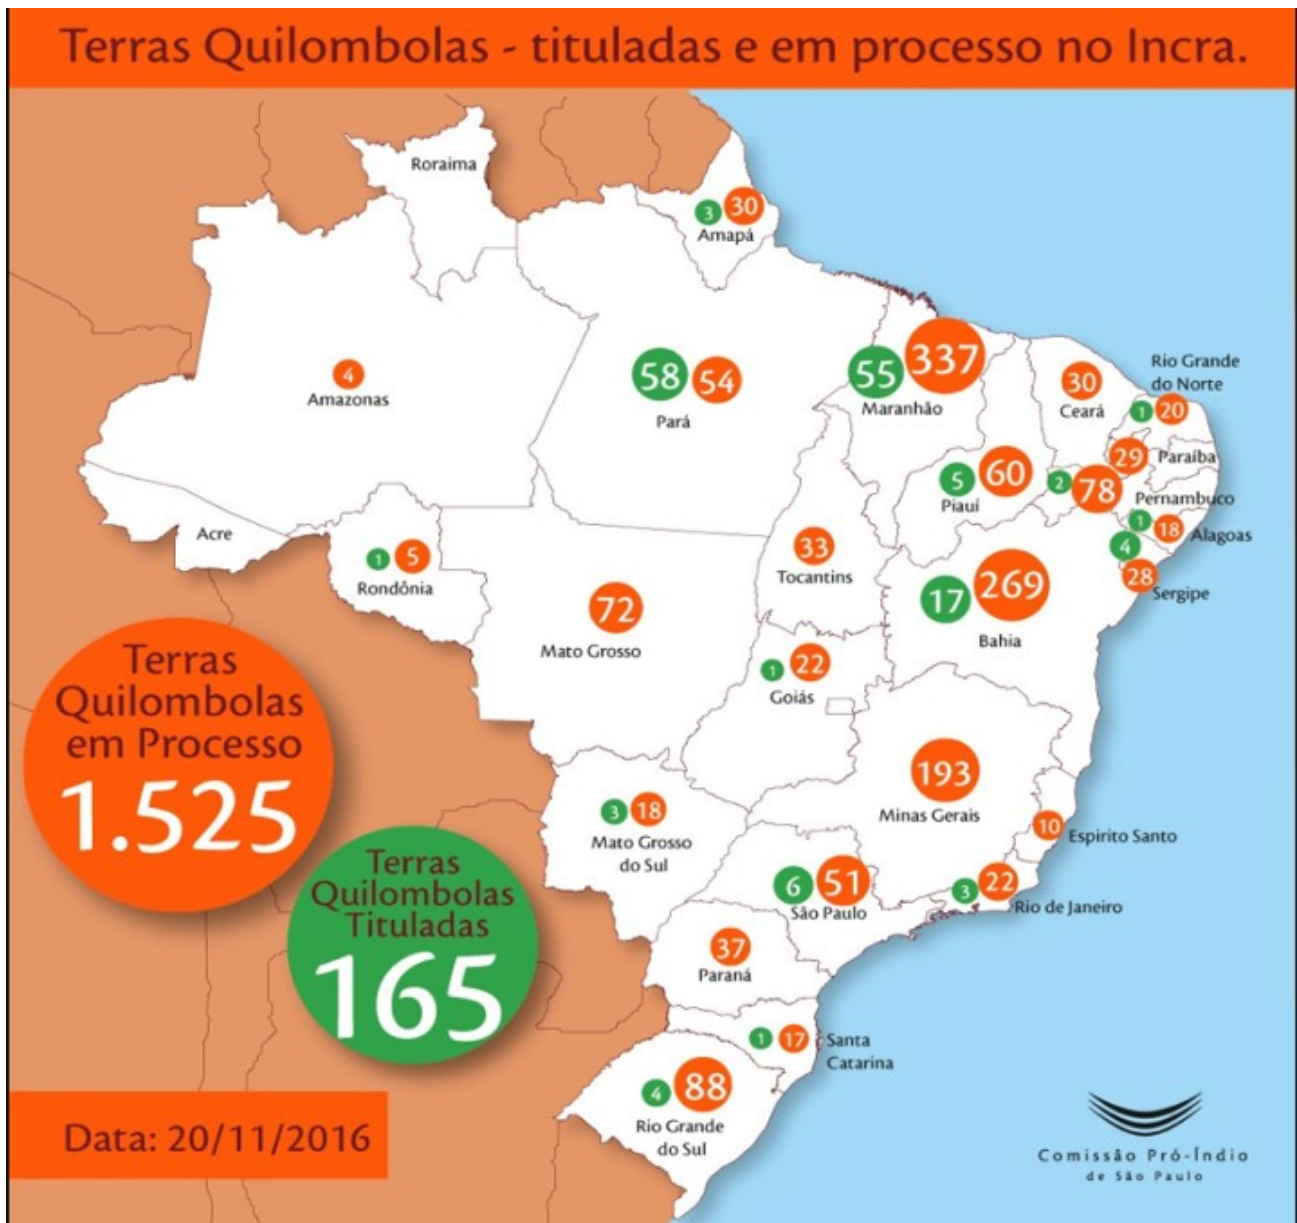 Terras Quilombolas - tituladas e em processo no Incra.
Roraima
3 30
Amapá
4
Amazonas
58 54
Pará
55 337
Maranhão
30
Ceará
Rio Grande
do Norte
1 20
29 Paraíba
5 60
Piauí
2 78
Pernambuco
1 18 Alagoas
4
28
Sergipe
Acre
1 5
Rondônia
33
Tocantins
17 269
Bahia
72
Mato Grosso
1 22
Goiás
Terras
Quilombolas
em Processo
1.525
193
Minas Gerais
3 18
Mato Grosso
do Sul
10 Espirito Santo
6 51
São Paulo
3 22
Rio de Janeiro
Terras
Quilombolas
Tituladas
165
37
Paraná
1 17 Santa
Catarina
4 88
Rio Grande
do Sul
Data: 20/11/2016
Comissão Pró-Índio
de São Paulo